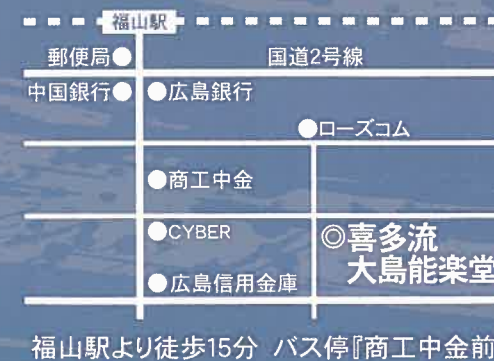 福山駅
郵便局● 国道2号線
中国銀行● ●広島銀行
●ローズコム
●商工中金
●CYBER ◎喜多流
大島能楽堂
●広島信用金庫
福山駅より徒歩15分 バス停『商工中金前